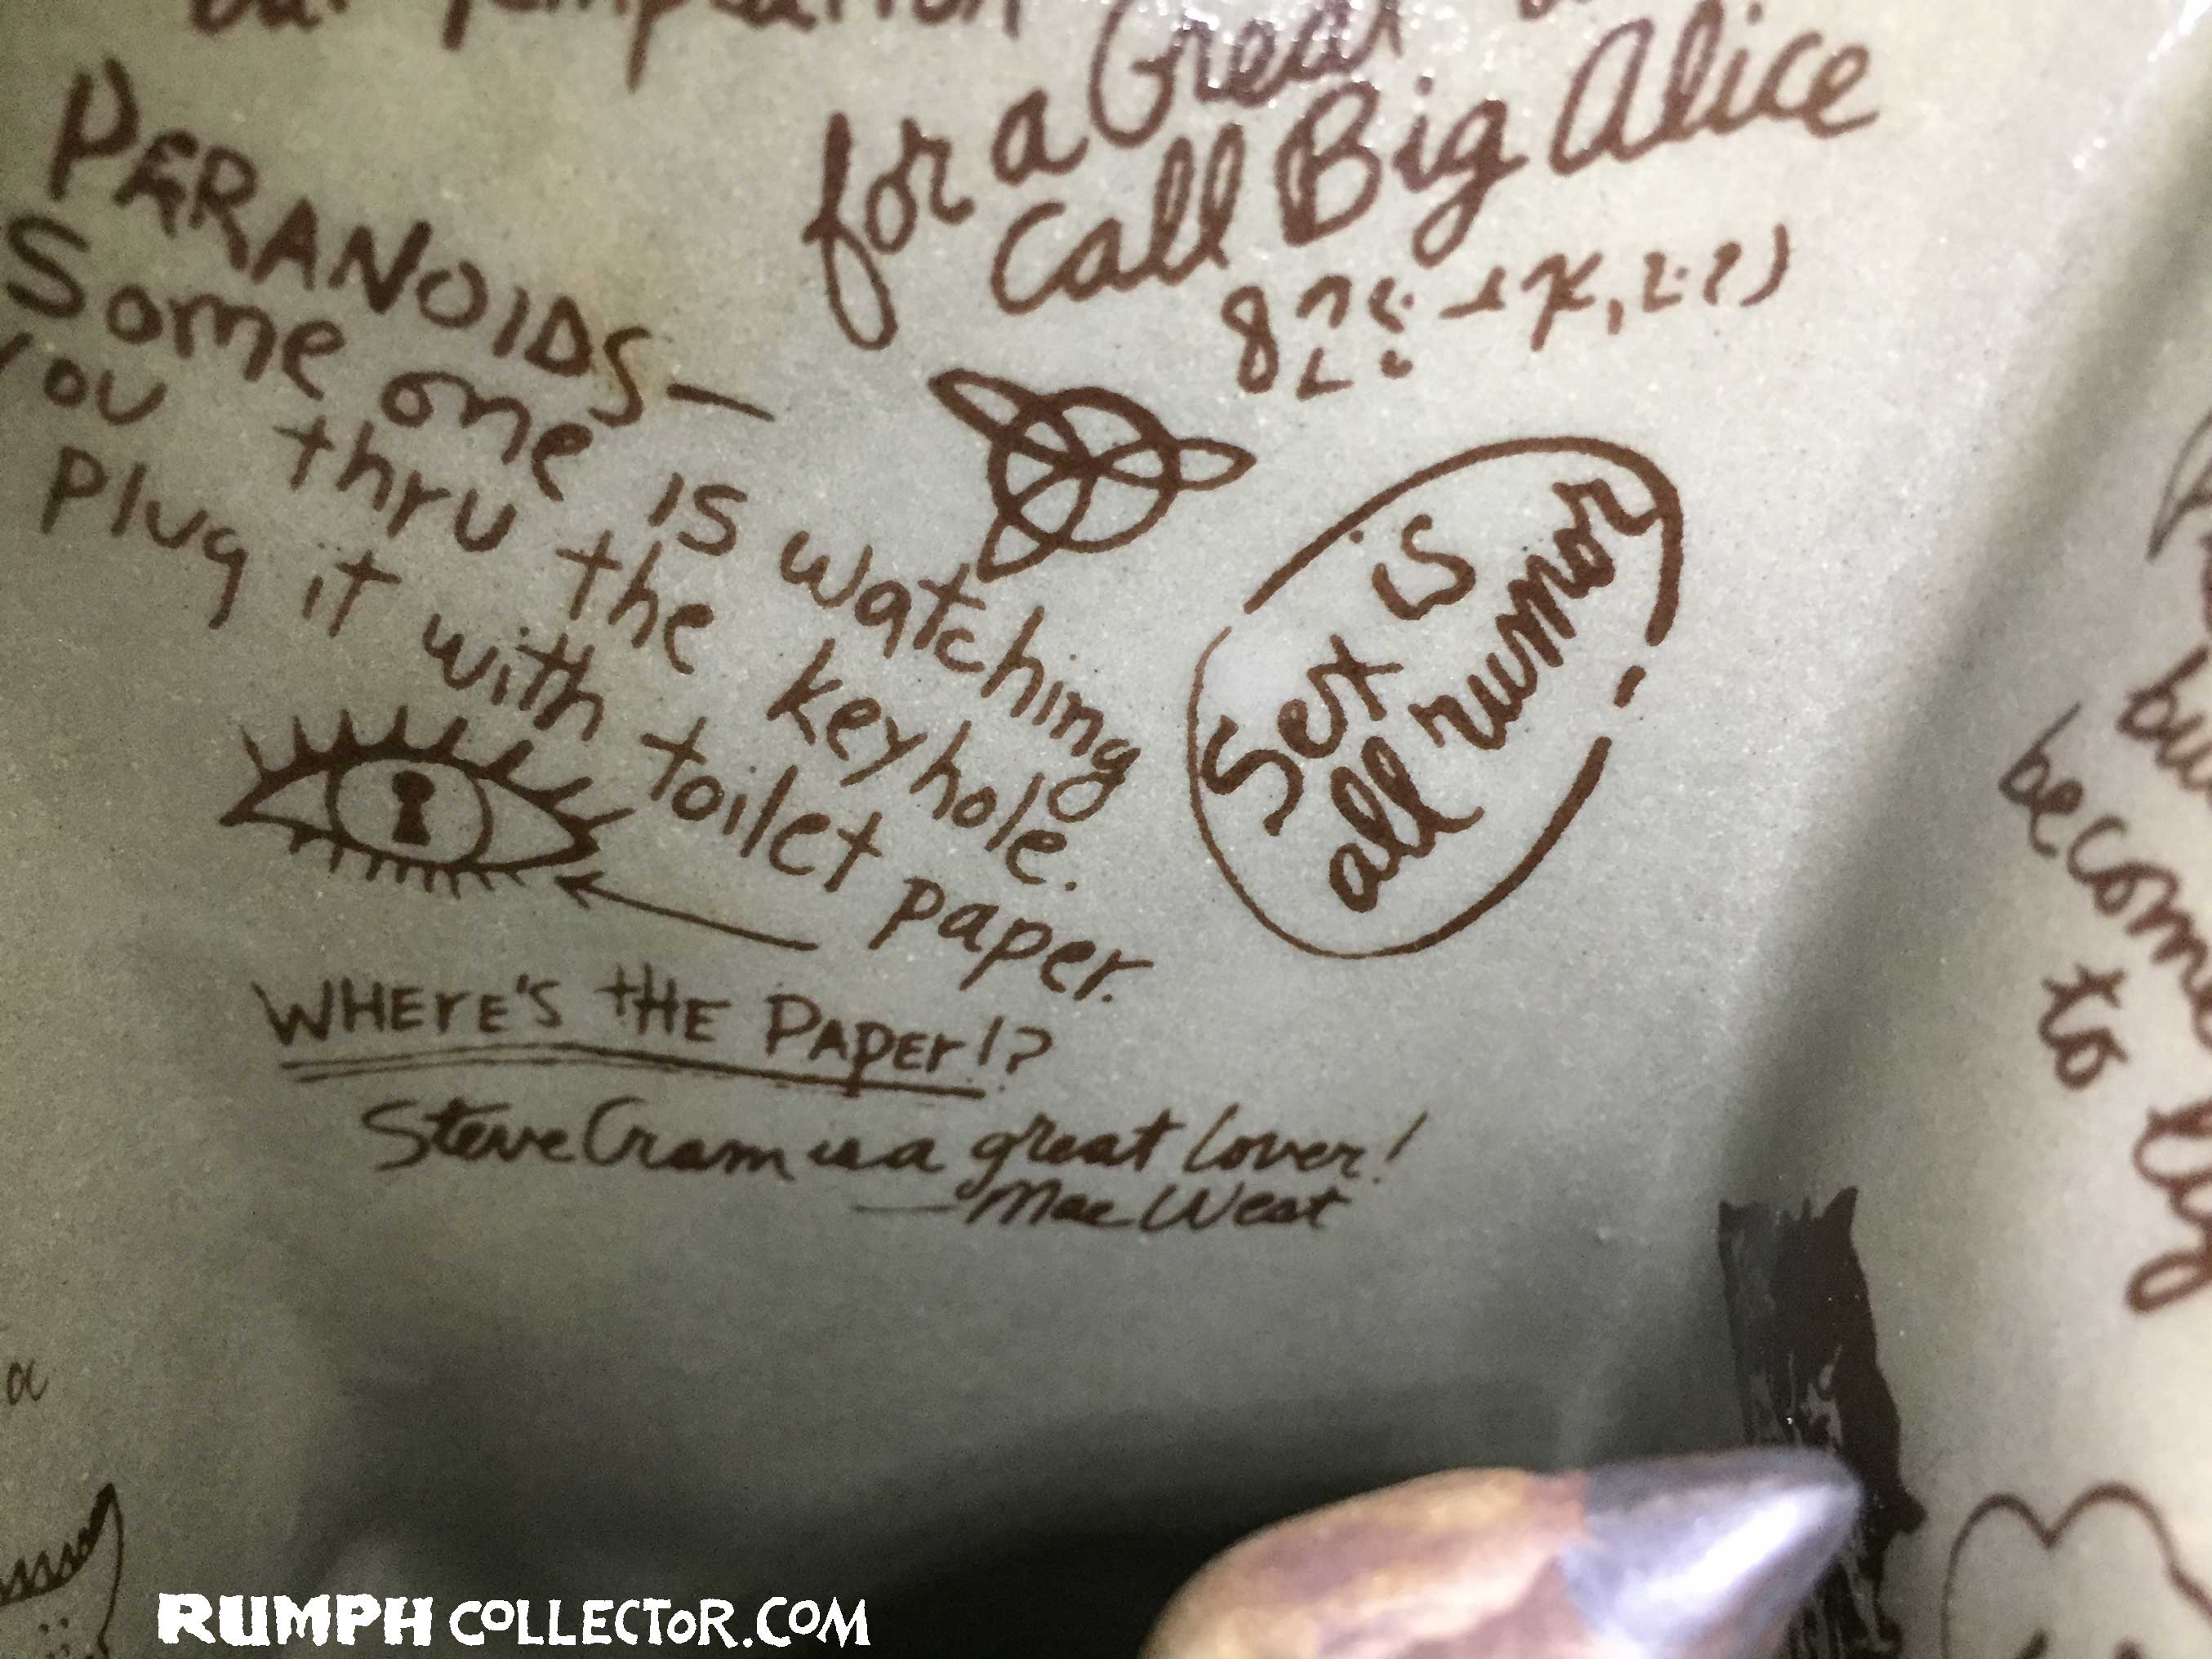 for a Great
Call Big Alice
PERANOIDS—
Some one is watching
You thru the keyhole.
Plug it with toilet paper.
Sex is
all rumor
WHErE'S tHE PAPEr!?
Steve Cram is a great lover!
—Mae West
become
to
RUMPH COLLECTOR.COM